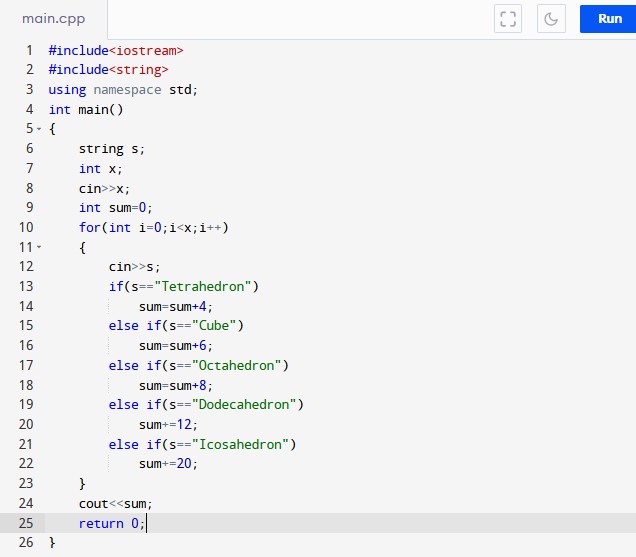 main.cpp
Run
1 #include<iostream>
2 #include<string>
3 using namespace std;
4 int main()
5 {
6     string s;
7     int x;
8     cin>>x;
9     int sum=0;
10     for(int i=0;i<x;i++)
11     {
12         cin>>s;
13         if(s=="Tetrahedron")
14             sum=sum+4;
15         else if(s=="Cube")
16             sum=sum+6;
17         else if(s=="Octahedron")
18             sum=sum+8;
19         else if(s=="Dodecahedron")
20             sum+=12;
21         else if(s=="Icosahedron")
22             sum+=20;
23     }
24     cout<<sum;
25     return 0;
26 }